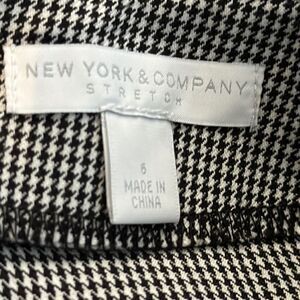 NEW YORK & COMPANY
STRETCH
6
MADE IN
CHINA